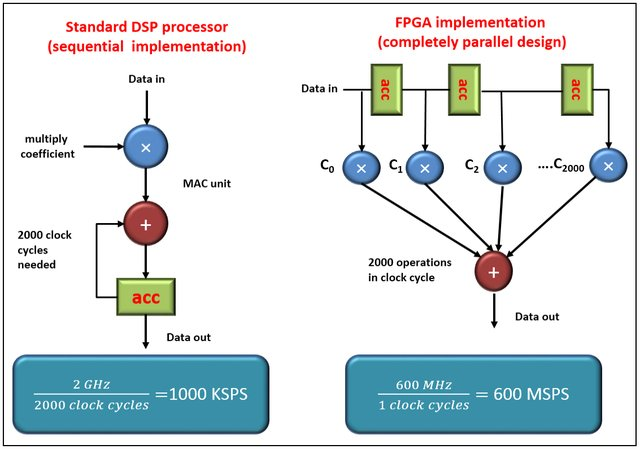 Standard DSP processor
(sequential implementation)
Data in
multiply
coefficient
×
MAC unit
+
2000 clock
cycles
needed
acc
Data out
2 GHz
2000 clock cycles
=1000 KSPS
FPGA implementation
(completely parallel design)
Data in
acc
acc
acc
C0
×
C1
×
C2
×
....C2000
×
2000 operations
in clock cycle
+
Data out
600 MHz
1 clock cycles
= 600 MSPS